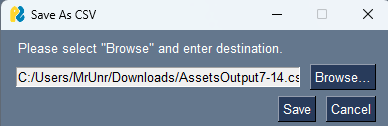 Save As CSV
Please select "Browse" and enter destination.
C:/Users/MrUnr/Downloads/AssetsOutput7-14.cs
Browse...
Save Cancel